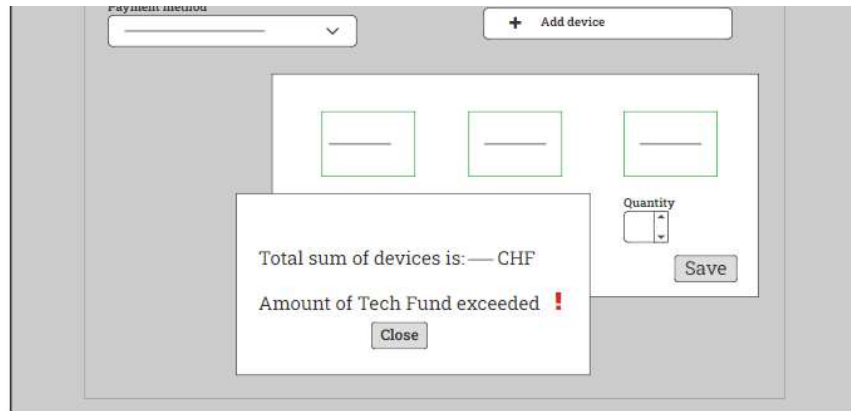 Payment method
+ Add device
Quantity
Save
Total sum of devices is: — CHF
Amount of Tech Fund exceeded !
Close